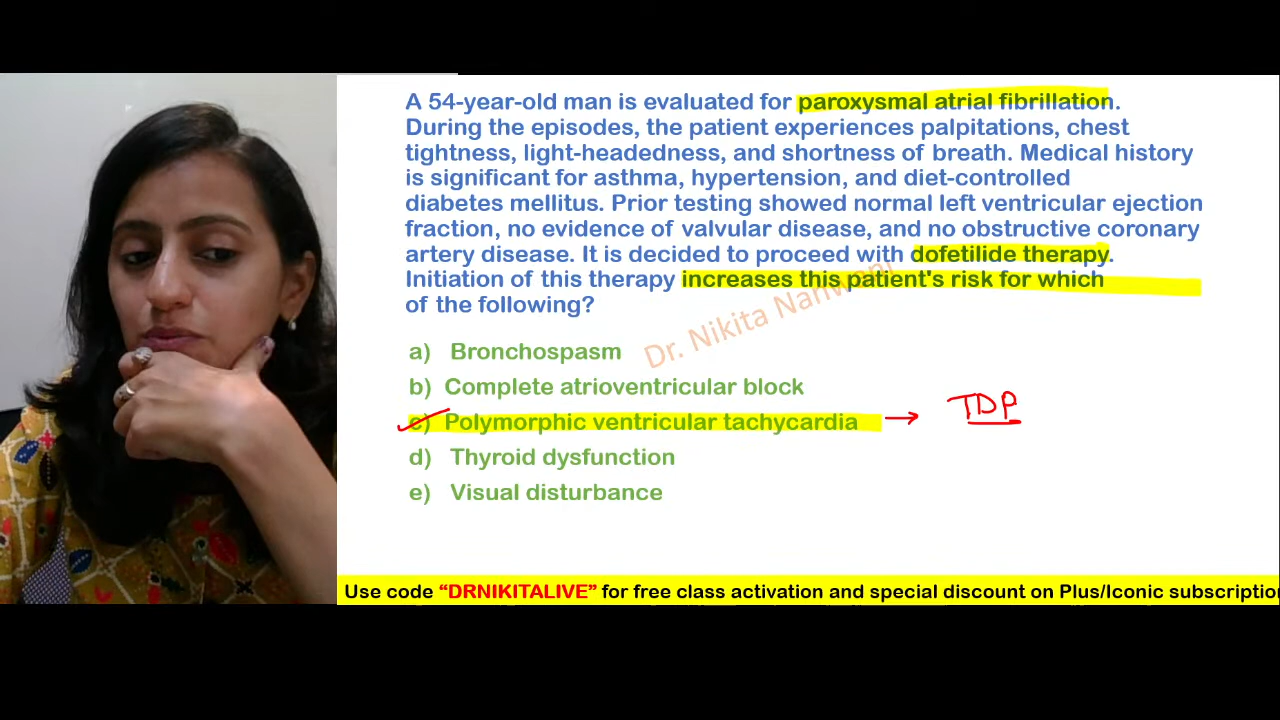 A 54-year-old man is evaluated for paroxysmal atrial fibrillation.
During the episodes, the patient experiences palpitations, chest
tightness, light-headedness, and shortness of breath. Medical history
is significant for asthma, hypertension, and diet-controlled
diabetes mellitus. Prior testing showed normal left ventricular ejection
fraction, no evidence of valvular disease, and no obstructive coronary
artery disease. It is decided to proceed with dofetilide therapy.
Initiation of this therapy increases this patient's risk for which
of the following?
Dr. Nikita Nanwani
a) Bronchospasm
b) Complete atrioventricular block
c) Polymorphic ventricular tachycardia → TDP
d) Thyroid dysfunction
e) Visual disturbance
Use code “DRNIKITALIVE” for free class activation and special discount on Plus/Iconic subscription